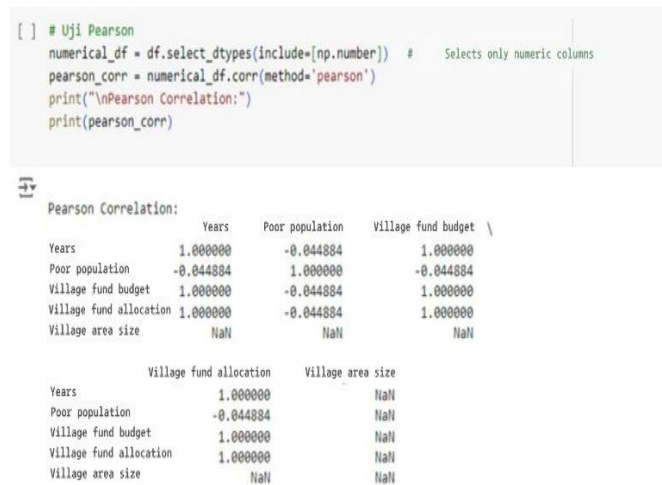 [ ] # Uji Pearson
numerical_df = df.select_dtypes(include=[np.number]) # Selects only numeric columns
pearson_corr = numerical_df.corr(method='pearson')
print("\nPearson Correlation:")
print(pearson_corr)
Pearson Correlation:
Years Poor population Village fund budget \
Years 1.000000 -0.044884 1.000000
Poor population -0.044884 1.000000 -0.044884
Village fund budget 1.000000 -0.044884 1.000000
Village fund allocation 1.000000 -0.044884 1.000000
Village area size NaN NaN NaN
Village fund allocation Village area size
Years 1.000000 NaN
Poor population -0.044884 NaN
Village fund budget 1.000000 NaN
Village fund allocation 1.000000 NaN
Village area size NaN NaN